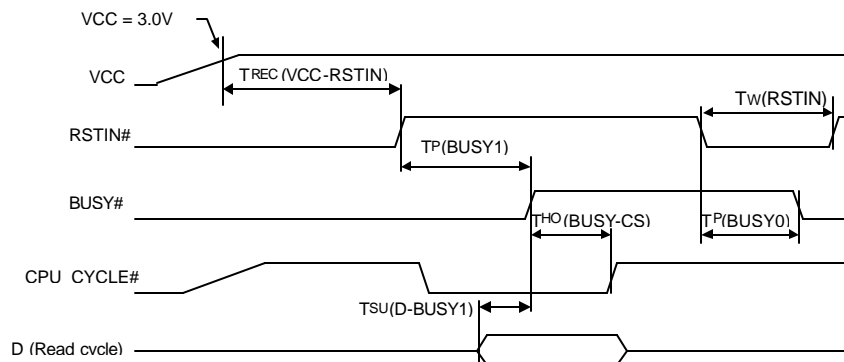 VCC = 3.0V
VCC
TREC(VCC-RSTIN)
TW(RSTIN)
RSTIN#
TP(BUSY1)
BUSY#
THO(BUSY-CS)
TP(BUSY0)
CPU CYCLE#
TSU(D-BUSY1)
D (Read cycle)